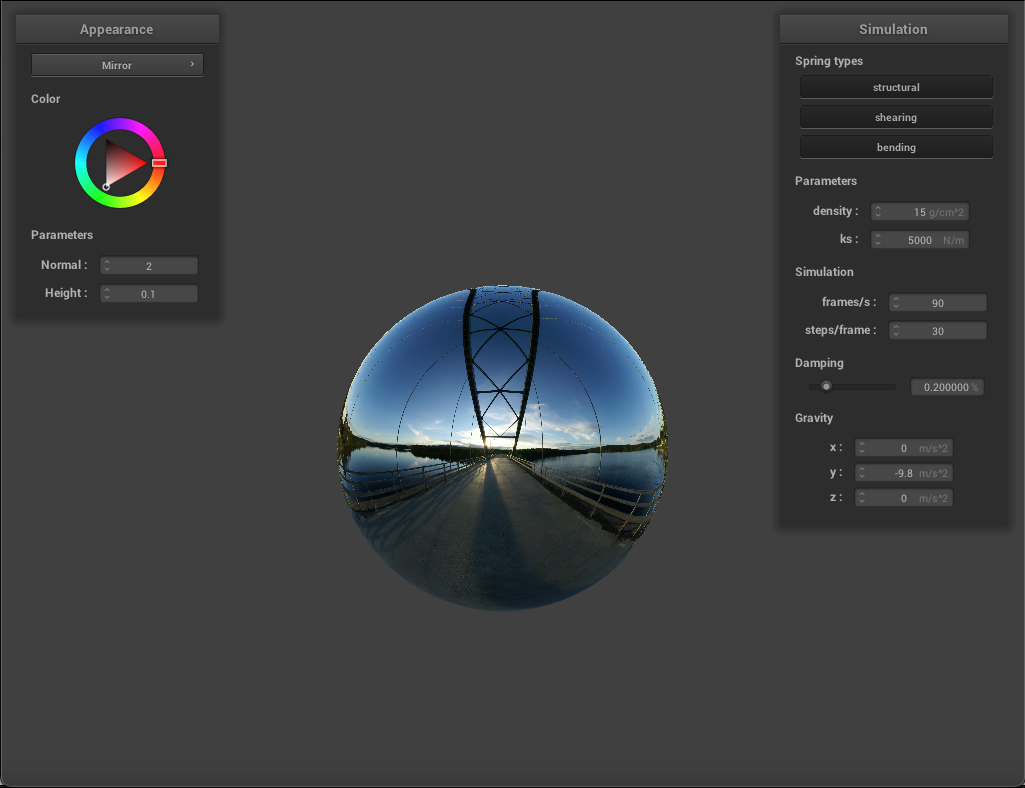 Appearance
Mirror
Color
Parameters
Normal : 2
Height : 0.1
Simulation
Spring types
structural
shearing
bending
Parameters
density : 15 g/cm^2
ks : 5000 N/m
Simulation
frames/s : 90
steps/frame : 30
Damping
0.200000 %
Gravity
x : 0 m/s^2
y : -9.8 m/s^2
z : 0 m/s^2